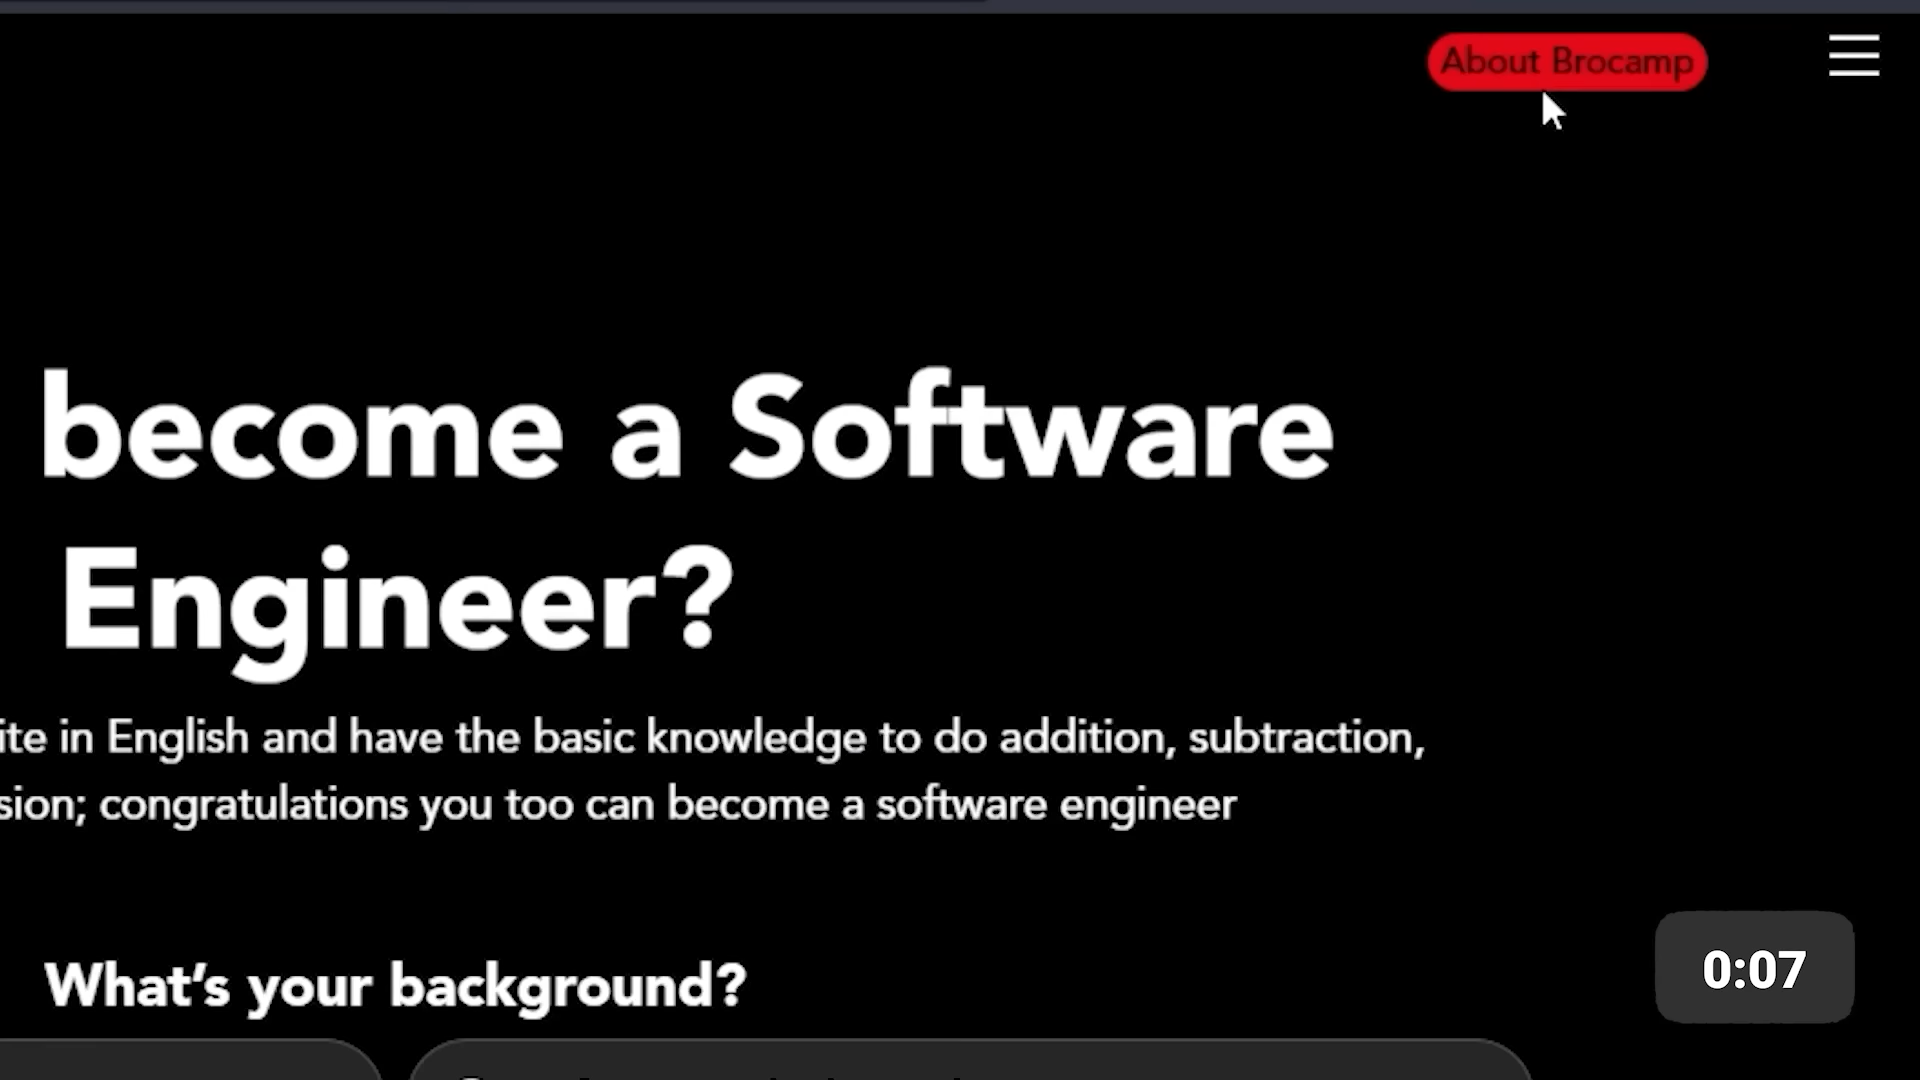 About Brocamp
become a Software
Engineer?
ite in English and have the basic knowledge to do addition, subtraction,
sion; congratulations you too can become a software engineer
What's your background?
0:07